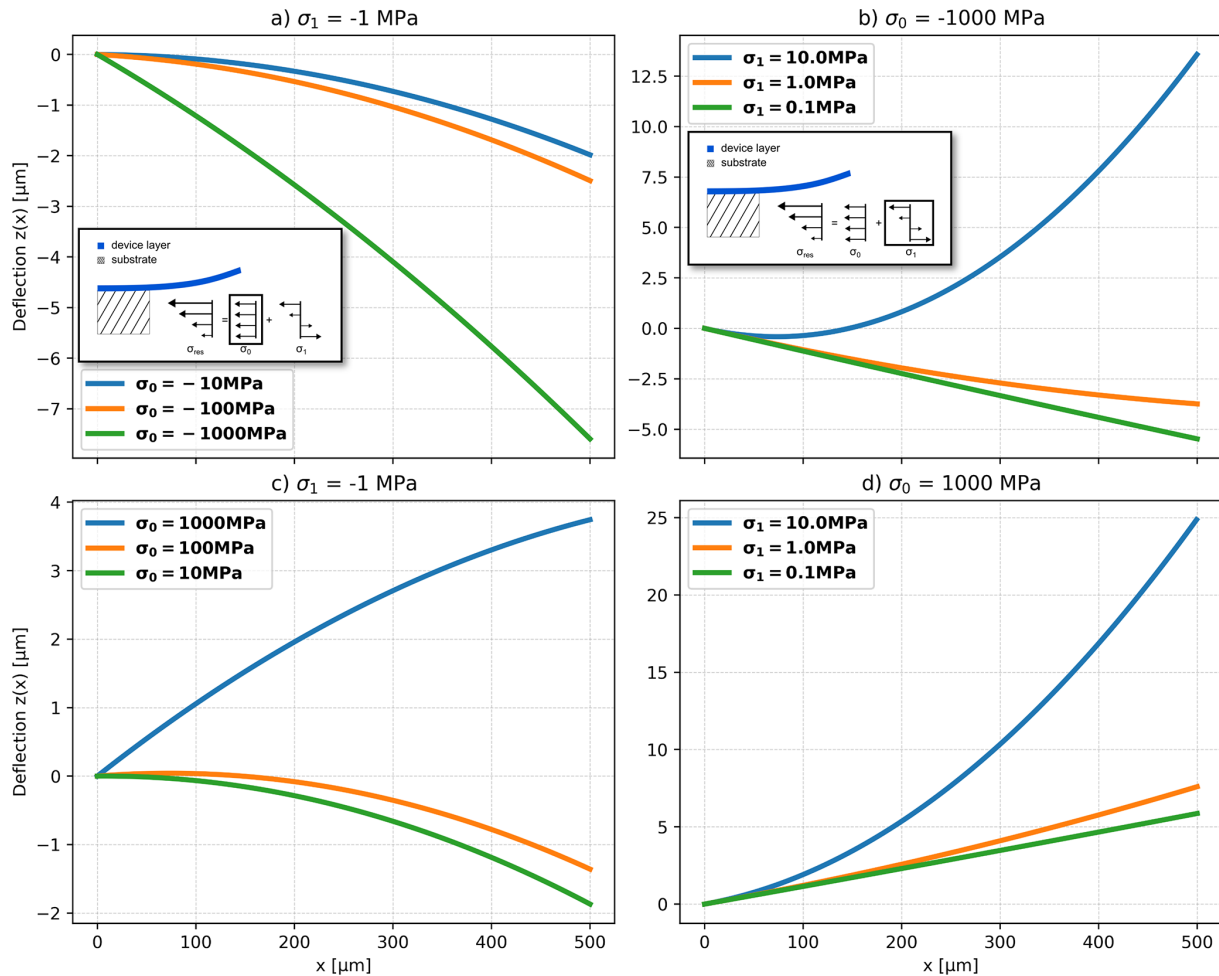 a) σ₁ = -1 MPa
Deflection z(x) [μm]
0
−1
−2
−3
−4
−5
−6
−7
device layer
substrate
=
+
σres
σ₀
σ₁
σ₀ = − 10MPa
σ₀ = − 100MPa
σ₀ = − 1000MPa
b) σ₀ = -1000 MPa
12.5
10.0
7.5
5.0
2.5
0.0
−2.5
−5.0
σ₁ = 10.0MPa
σ₁ = 1.0MPa
σ₁ = 0.1MPa
device layer
substrate
=
+
σres
σ₀
σ₁
c) σ₁ = -1 MPa
Deflection z(x) [μm]
4
3
2
1
0
−1
−2
σ₀ = 1000MPa
σ₀ = 100MPa
σ₀ = 10MPa
0 100 200 300 400 500
x [μm]
d) σ₀ = 1000 MPa
25
20
15
10
5
0
σ₁ = 10.0MPa
σ₁ = 1.0MPa
σ₁ = 0.1MPa
0 100 200 300 400 500
x [μm]